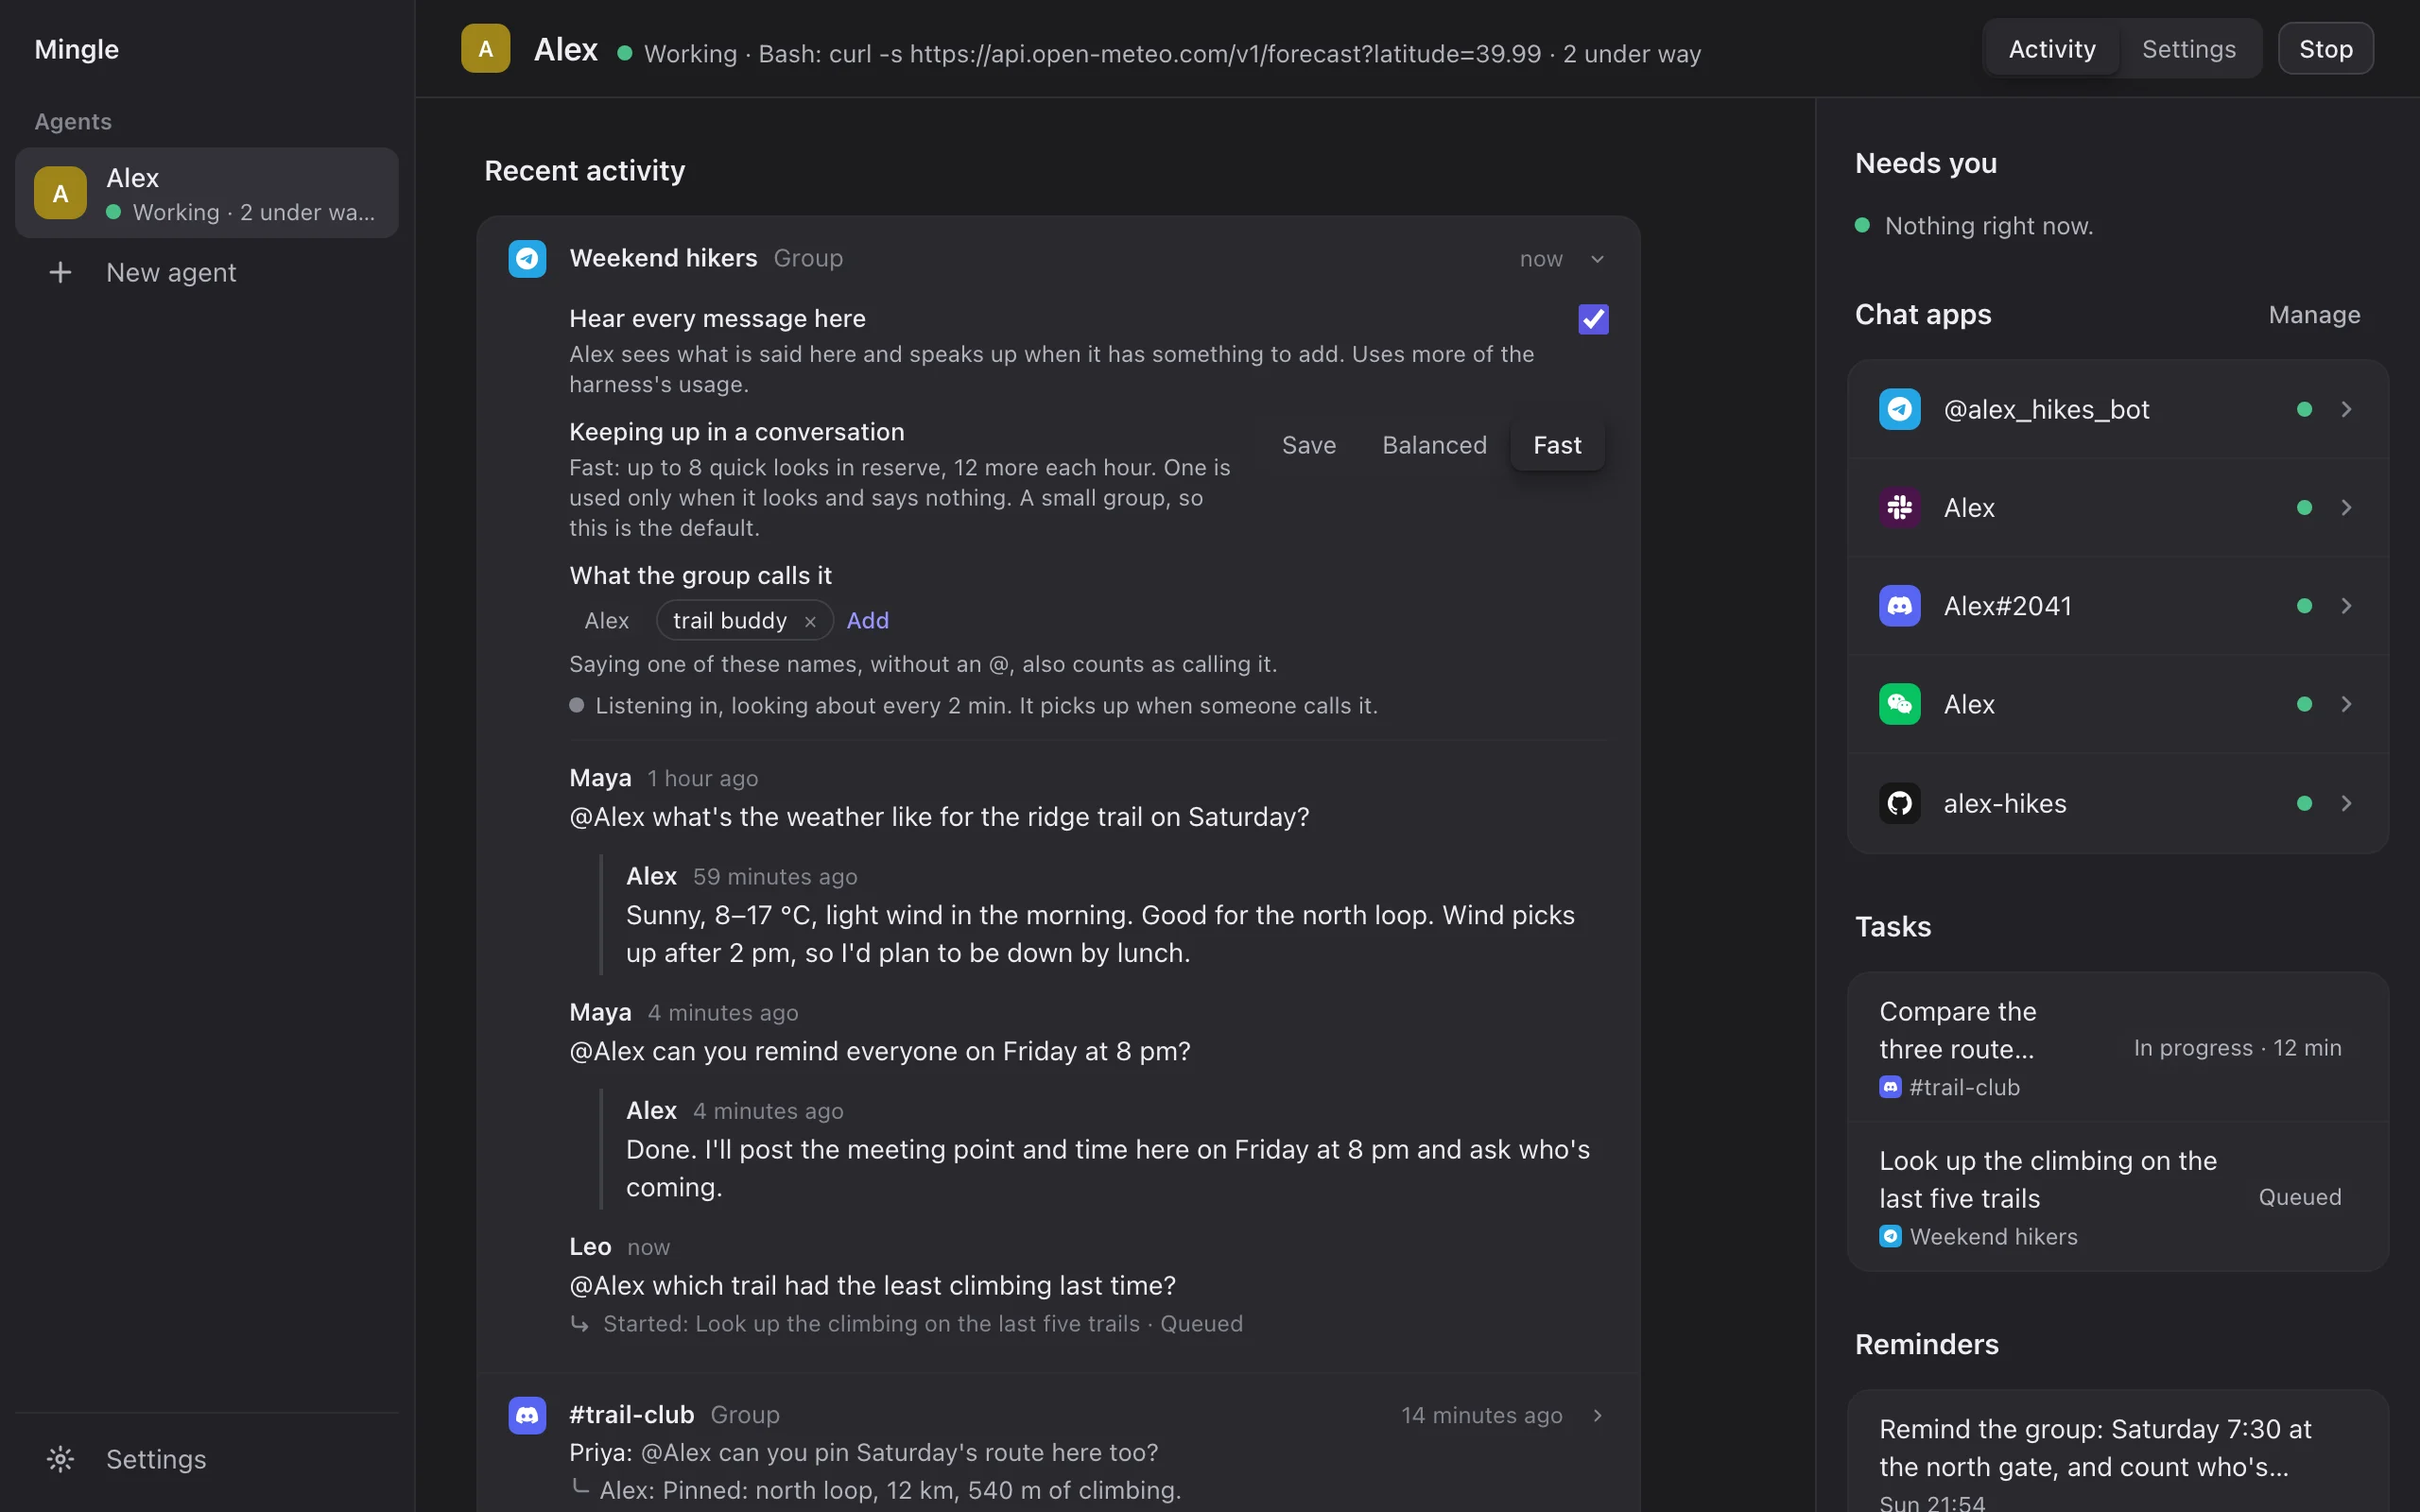 Mingle
Agents
A
Alex
Working · 2 under wa...
New agent
Settings
A
Alex
Working · Bash: curl -s https://api.open-meteo.com/v1/forecast?latitude=39.99 · 2 under way
Activity
Settings
Stop
Recent activity
Weekend hikers Group
now
Hear every message here
Alex sees what is said here and speaks up when it has something to add. Uses more of the
harness's usage.
Keeping up in a conversation
Save
Balanced
Fast
Fast: up to 8 quick looks in reserve, 12 more each hour. One is
used only when it looks and says nothing. A small group, so
this is the default.
What the group calls it
Alex
trail buddy ×
Add
Saying one of these names, without an @, also counts as calling it.
Listening in, looking about every 2 min. It picks up when someone calls it.
Maya 1 hour ago
@Alex what's the weather like for the ridge trail on Saturday?
Alex 59 minutes ago
Sunny, 8–17 °C, light wind in the morning. Good for the north loop. Wind picks
up after 2 pm, so I'd plan to be down by lunch.
Maya 4 minutes ago
@Alex can you remind everyone on Friday at 8 pm?
Alex 4 minutes ago
Done. I'll post the meeting point and time here on Friday at 8 pm and ask who's
coming.
Leo now
@Alex which trail had the least climbing last time?
Started: Look up the climbing on the last five trails · Queued
#trail-club Group
14 minutes ago
Priya: @Alex can you pin Saturday's route here too?
Alex: Pinned: north loop, 12 km, 540 m of climbing.
Needs you
Nothing right now.
Chat apps
Manage
@alex_hikes_bot
Alex
Alex#2041
Alex
alex-hikes
Tasks
Compare the
three route...
In progress · 12 min
#trail-club
Look up the climbing on the
last five trails
Queued
Weekend hikers
Reminders
Remind the group: Saturday 7:30 at
the north gate, and count who's...
Sun 21:54